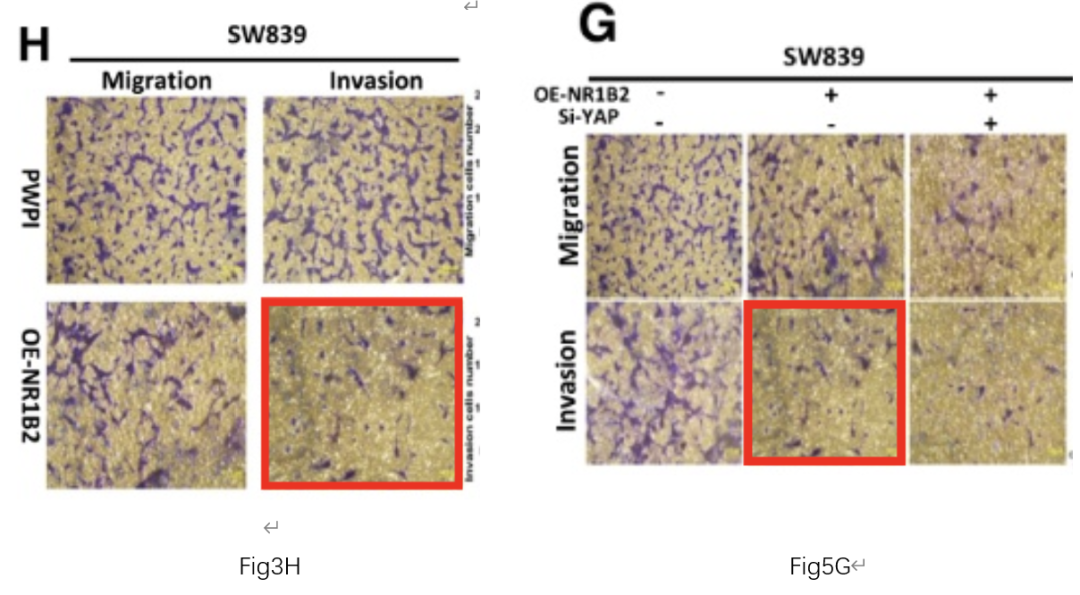 H
SW839
Migration Invasion
PWPI
OE-NR1B2
Migration cells number
Invasion cells number
Fig3H
G
SW839
OE-NR1B2 - + +
Si-YAP - - +
Migration
Invasion
Fig5G